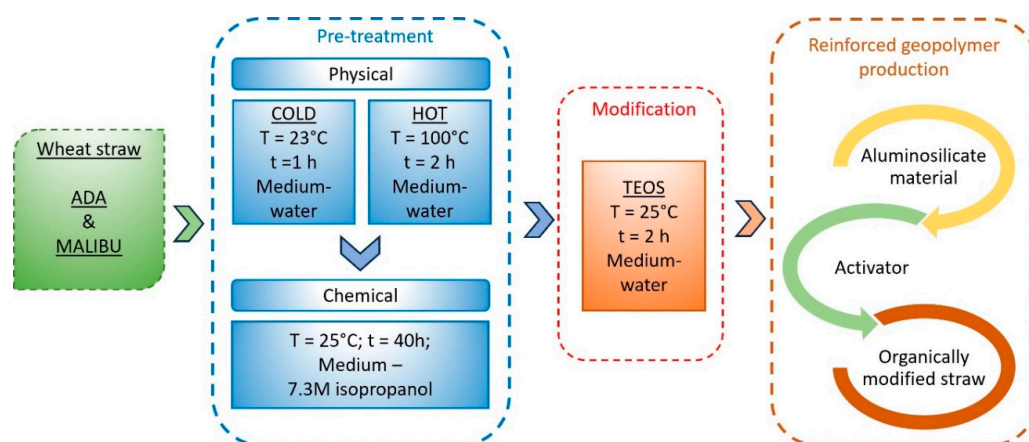 Wheat straw
ADA
&
MALIBU
Pre-treatment
Physical
COLD
T = 23°C
t =1 h
Medium-
water
HOT
T = 100°C
t = 2 h
Medium-
water
Chemical
T = 25°C; t = 40h;
Medium –
7.3M isopropanol
Modification
TEOS
T = 25°C
t = 2 h
Medium-
water
Reinforced geopolymer
production
Aluminosilicate
material
Activator
Organically
modified straw